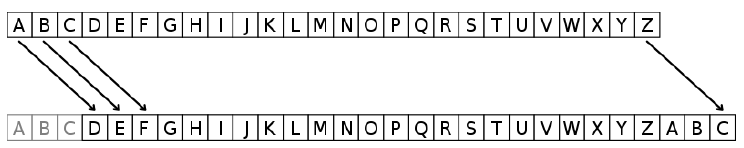 A B C D E F G H I J K L M N O P Q R S T U V W X Y Z
A B C D E F G H I J K L M N O P Q R S T U V W X Y Z A B C